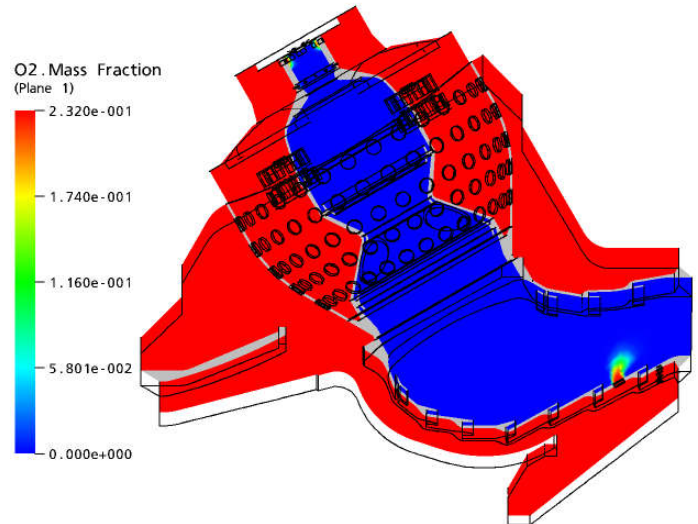 O2.Mass Fraction
(Plane 1)
2.320e-001
1.740e-001
1.160e-001
5.801e-002
0.000e+000